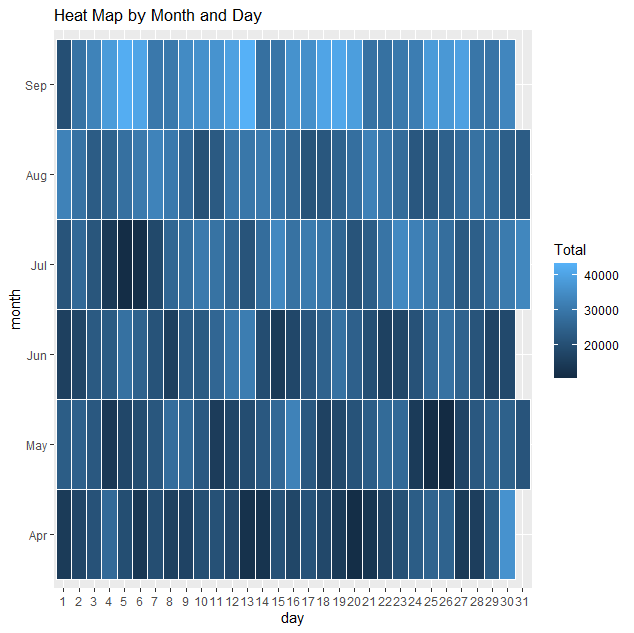 Heat Map by Month and Day
Sep
Aug
Jul
Jun
May
Apr
month
1 2 3 4 5 6 7 8 9 10 11 12 13 14 15 16 17 18 19 20 21 22 23 24 25 26 27 28 29 30 31
day
Total
40000
30000
20000